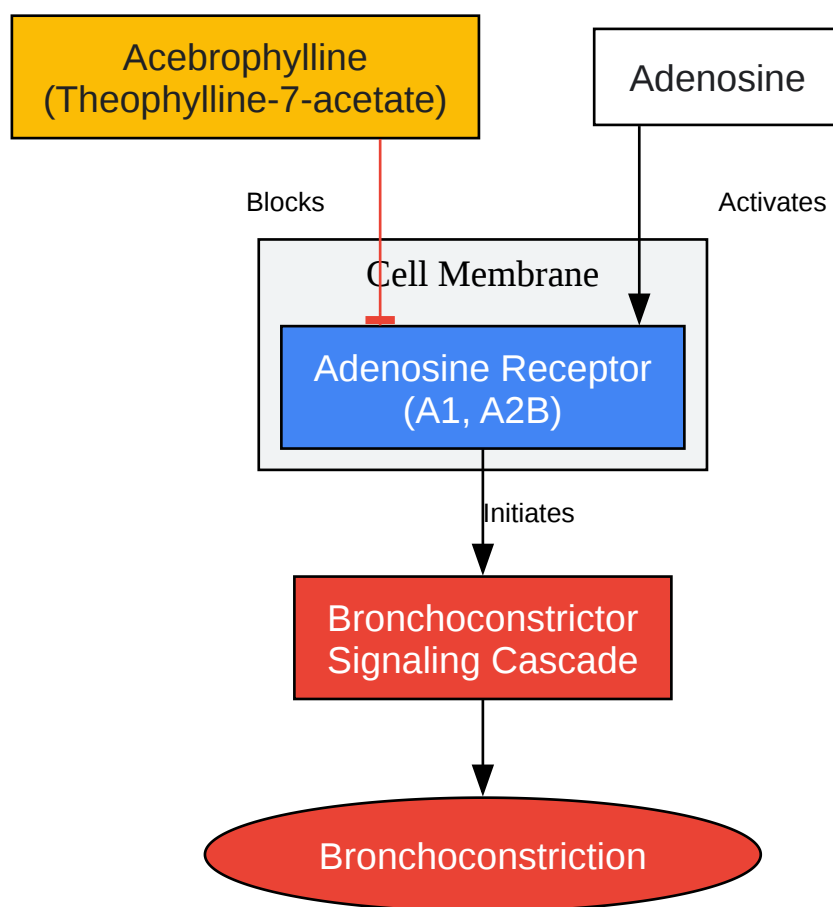 Acebrophylline
(Theophylline-7-acetate)
Adenosine
Blocks
Activates
Cell Membrane
Adenosine Receptor
(A1, A2B)
Initiates
Bronchoconstrictor
Signaling Cascade
Bronchoconstriction